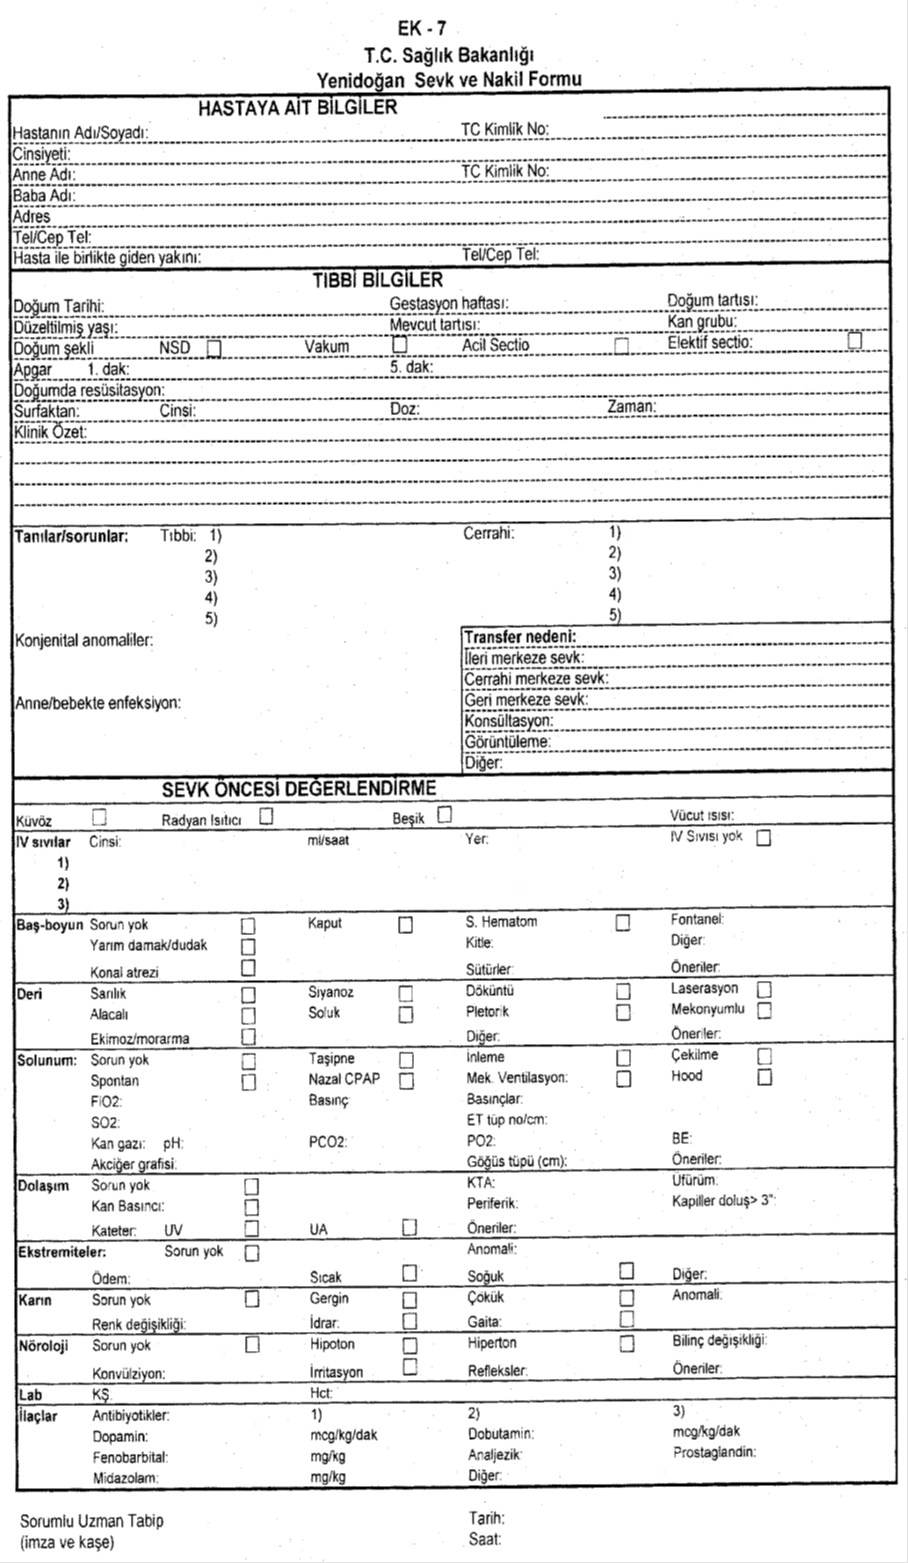 EK - 7
T.C. Sağlık Bakanlığı
Yenidoğan Sevk ve Nakil Formu
HASTAYA AİT BİLGİLER
Hastanın Adı/Soyadı: TC Kimlik No:
Cinsiyeti:
Anne Adı: TC Kimlik No:
Baba Adı:
Adres
Tel/Cep Tel:
Hasta ile birlikte giden yakını: Tel/Cep Tel:
TIBBİ BİLGİLER
Doğum Tarihi: Gestasyon haftası: Doğum tartısı:
Düzeltilmiş yaşı: Mevcut tartısı: Kan grubu:
Doğum şekli NSD Vakum Acil Sectio Elektif sectio:
Apgar 1. dak: 5. dak:
Doğumda resüsitasyon:
Surfaktan: Cinsi: Doz: Zaman:
Klinik Özet:
Tanılar/sorunlar: Tıbbi: 1) Cerrahi: 1)
2) 2)
3) 3)
4) 4)
5) 5)
Konjenital anomaliler: Transfer nedeni:
İleri merkeze sevk:
Cerrahi merkeze sevk:
Anne/bebekte enfeksiyon: Geri merkeze sevk:
Konsültasyon:
Görüntüleme:
Diğer:
SEVK ÖNCESİ DEĞERLENDİRME
Küvöz Radyan Isıtıcı Beşik Vücut ısısı:
IV sıvılar Cinsi: ml/saat Yer: IV Sıvısı yok
1)
2)
3)
Baş-boyun Sorun yok Kaput S. Hematom Fontanel:
Yarım damak/dudak Kitle: Diğer:
Konal atrezi Sütürler: Öneriler:
Deri Sarılık Siyanoz Döküntü Laserasyon
Alacalı Soluk Pletorik Mekonyumlu
Ekimoz/morarma Diğer: Öneriler:
Solunum: Sorun yok Taşipne İnleme Çekilme
Spontan Nazal CPAP Mek. Ventilasyon: Hood
FiO2: Basınç Basınçlar:
SO2: ET tüp no/cm:
Kan gazı: pH: PCO2: PO2: BE:
Akciğer grafisi: Göğüs tüpü (cm): Öneriler:
Dolaşım Sorun yok KTA: Üfürüm:
Kan Basıncı: Periferik: Kapiller doluş> 3":
Kateter: UV UA Öneriler:
Ekstremiteler: Sorun yok Anomali:
Ödem: Sıcak Soğuk Diğer:
Karın Sorun yok Gergin Çökük Anomali:
Renk değişikliği: İdrar: Gaita:
Nöroloji Sorun yok Hipoton Hiperton Bilinç değişikliği:
Konvülziyon: İrritasyon Refleksler: Öneriler:
Lab KŞ. Hct:
İlaçlar Antibiyotikler: 1) 2) 3)
Dopamin: mcg/kg/dak Dobutamin: mcg/kg/dak
Fenobarbital: mg/kg Analjezik: Prostaglandin:
Midazolam: mg/kg Diğer:
Sorumlu Uzman Tabip Tarih:
(imza ve kaşe) Saat: